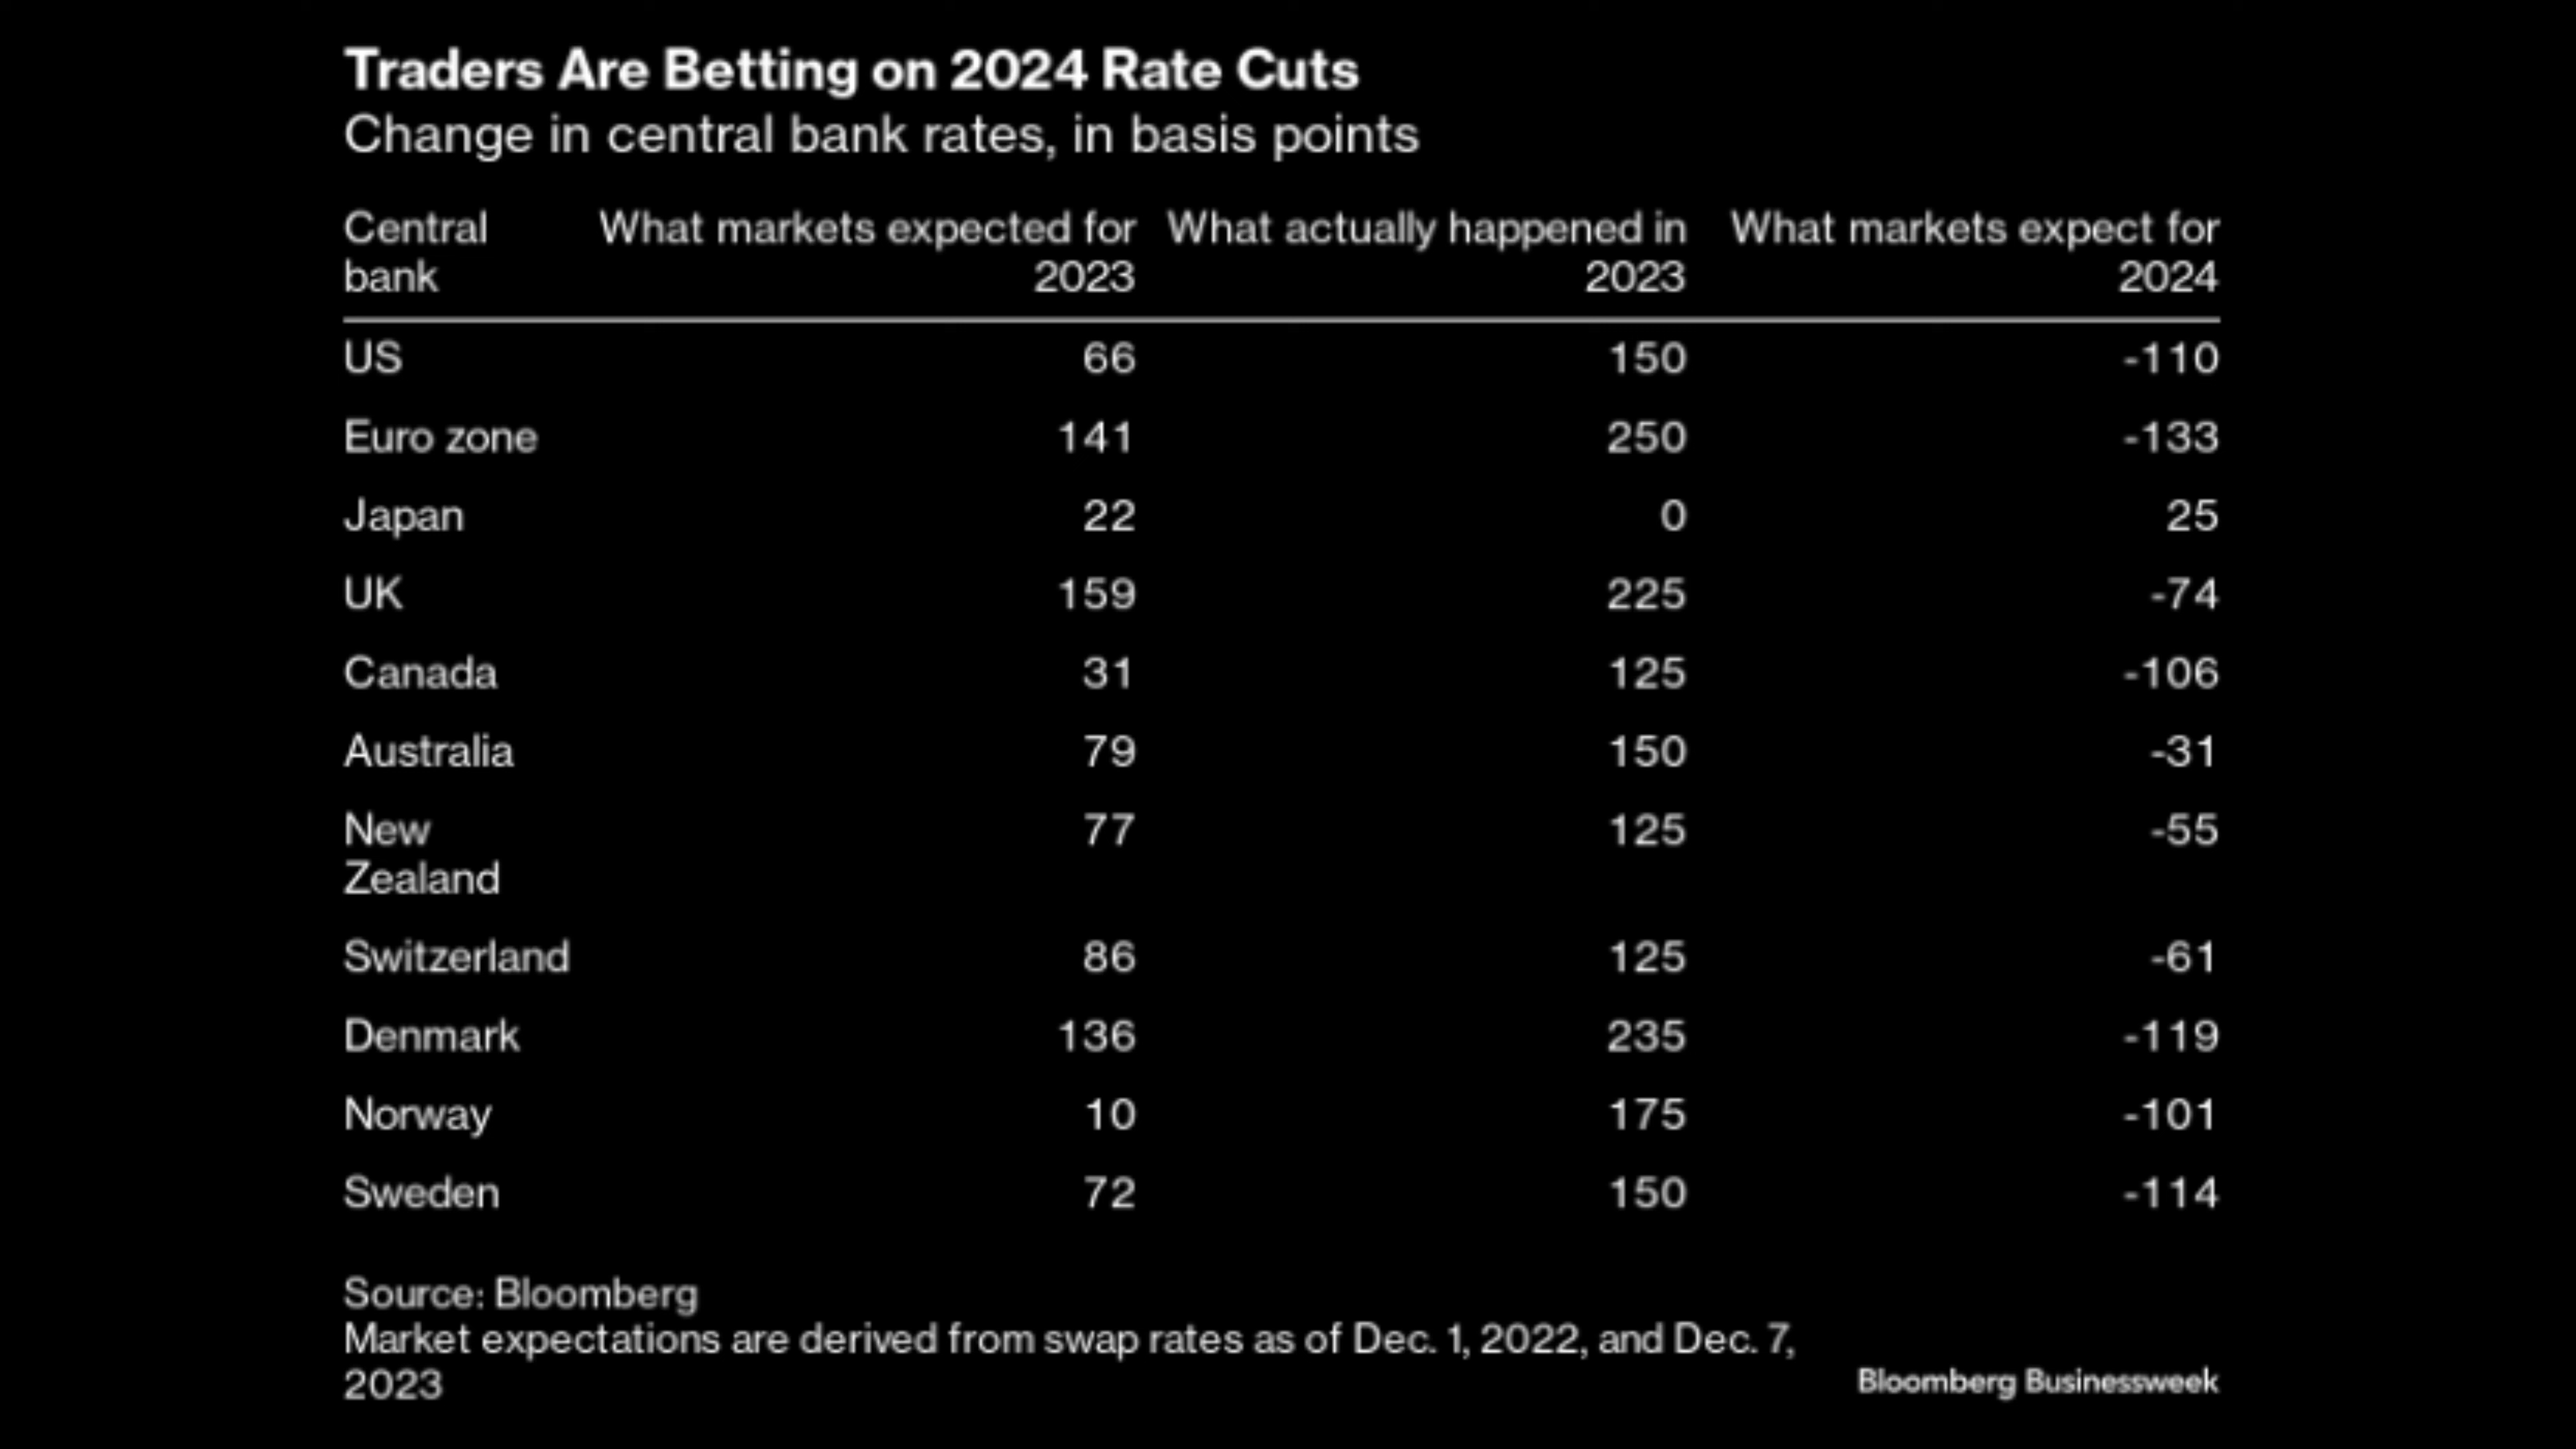 Traders Are Betting on 2024 Rate Cuts
Change in central bank rates, in basis points
Central bank What markets expected for 2023 What actually happened in 2023 What markets expect for 2024
US 66 150 -110
Euro zone 141 250 -133
Japan 22 0 25
UK 159 225 -74
Canada 31 125 -106
Australia 79 150 -31
New Zealand 77 125 -55
Switzerland 86 125 -61
Denmark 136 235 -119
Norway 10 175 -101
Sweden 72 150 -114
Source: Bloomberg
Market expectations are derived from swap rates as of Dec. 1, 2022, and Dec. 7,
2023
Bloomberg Businessweek